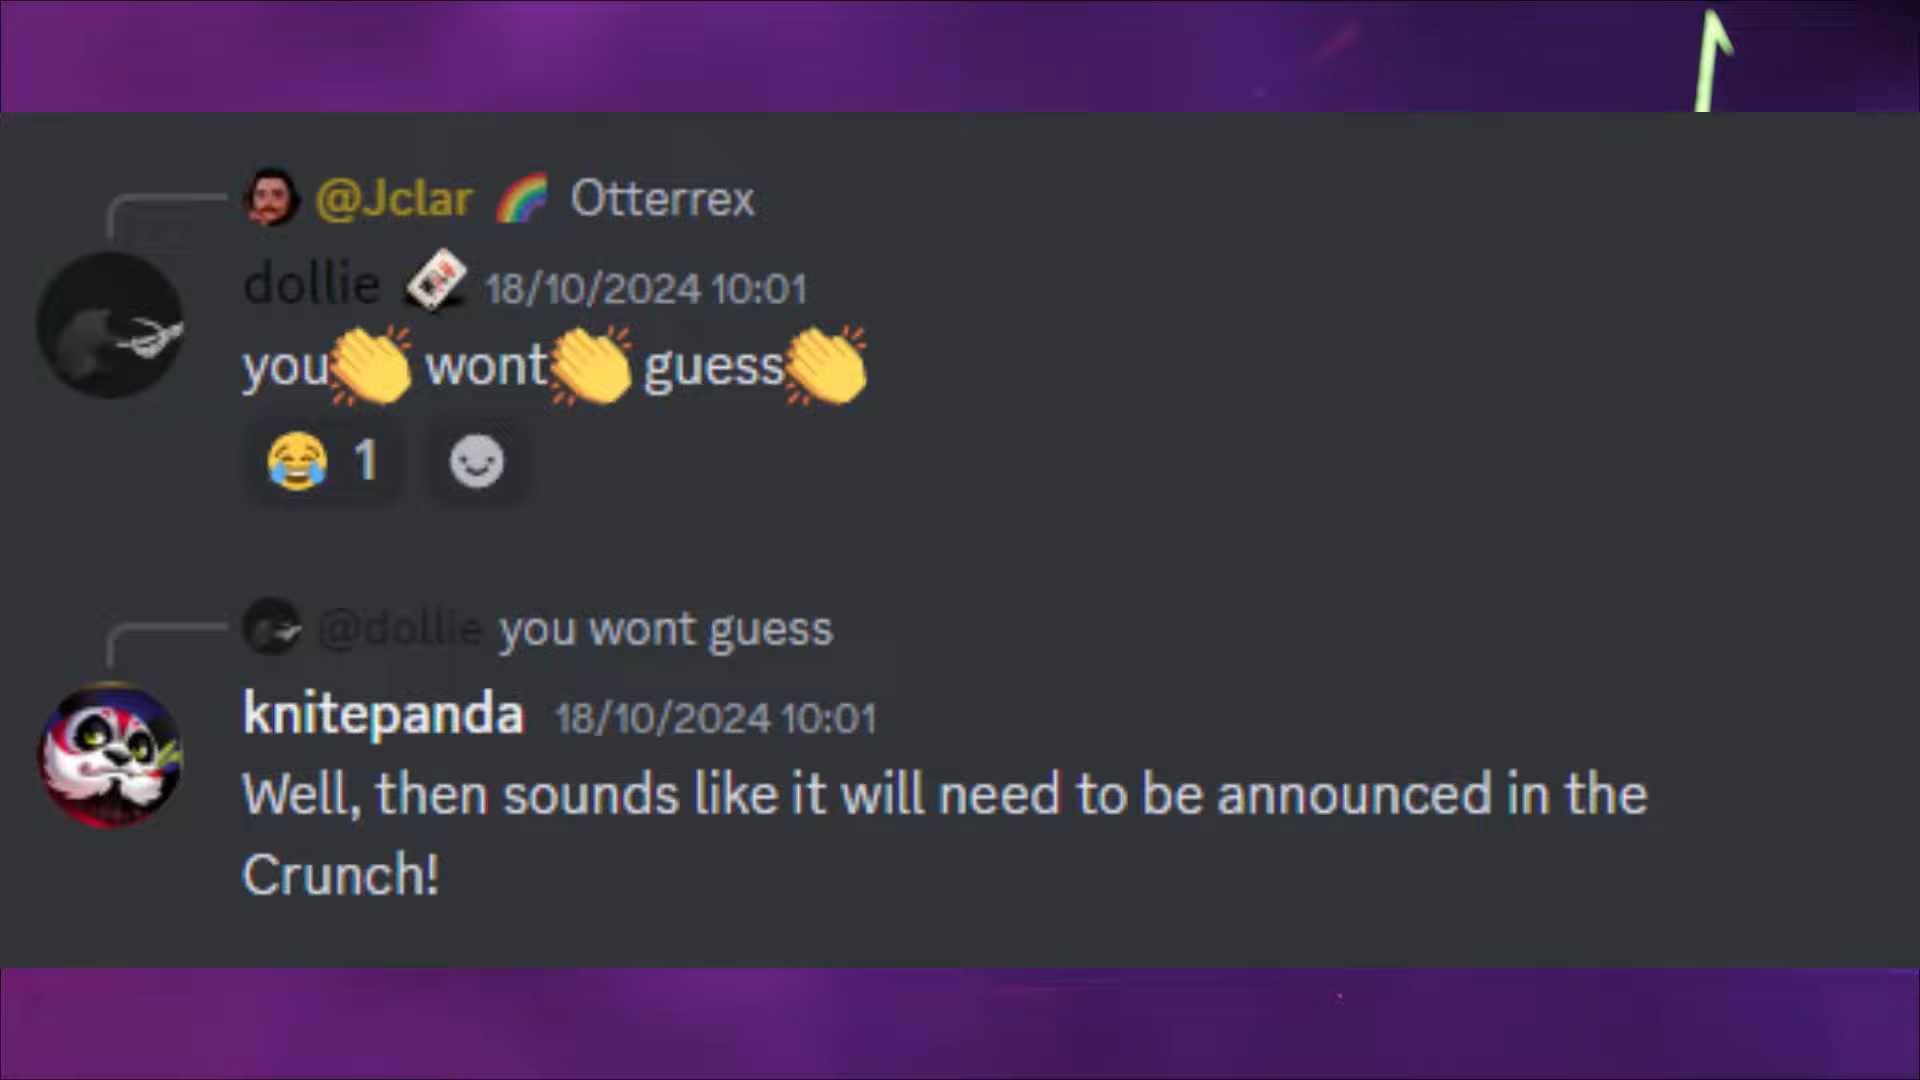 @Jclar 🌈 Otterrex
dollie 18/10/2024 10:01
you👏 wont👏 guess👏
😂 1
@dollie you wont guess
knitepanda 18/10/2024 10:01
Well, then sounds like it will need to be announced in the
Crunch!